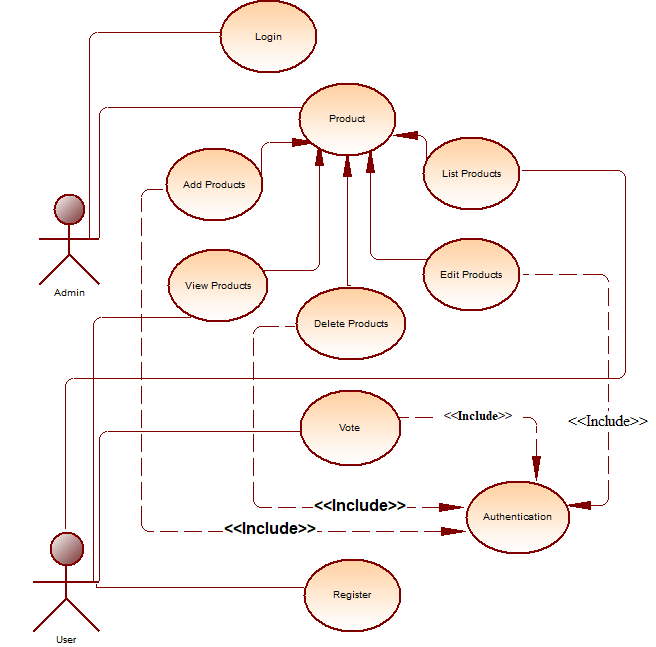 Login
Product
List Products
Add Products
Admin
View Products
Edit Products
Delete Products
Vote
<<Include>>
<<Include>>
<<Include>>
<<Include>>
Authentication
Register
User